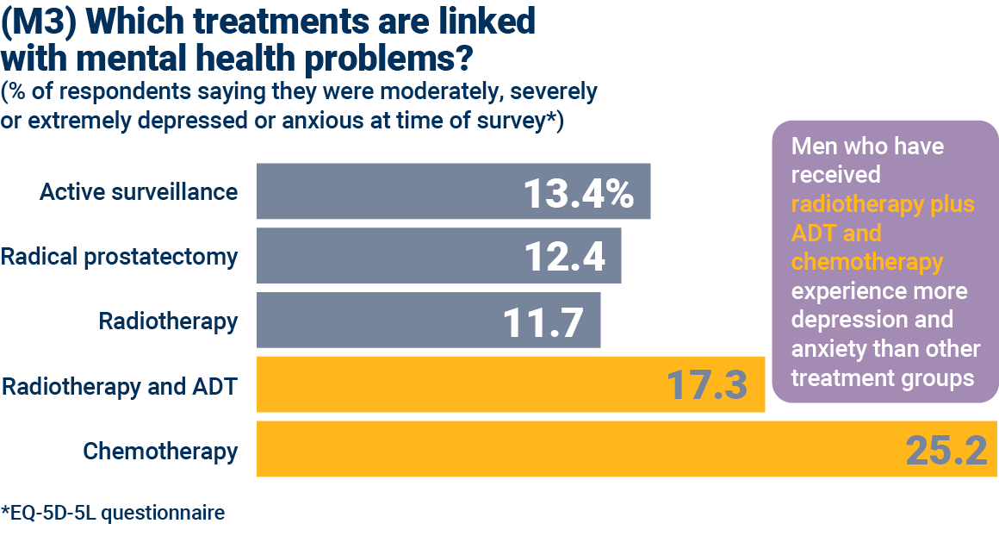 (M3) Which treatments are linked
with mental health problems?
(% of respondents saying they were moderately, severely
or extremely depressed or anxious at time of survey*)
Active surveillance 13.4%
Radical prostatectomy 12.4
Radiotherapy 11.7
Radiotherapy and ADT 17.3
Chemotherapy 25.2
Men who have
received
radiotherapy plus
ADT and
chemotherapy
experience more
depression and
anxiety than other
treatment groups
*EQ-5D-5L questionnaire